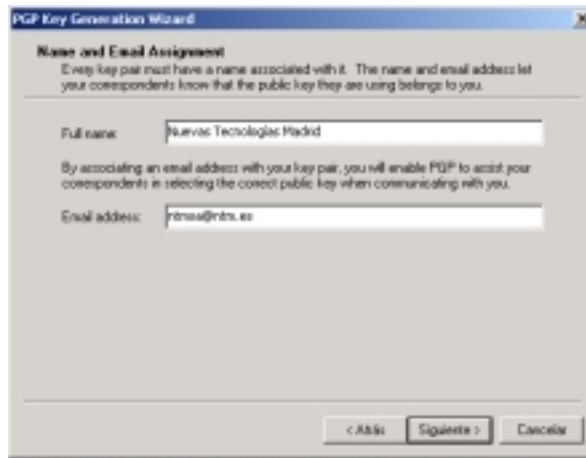 PGP Key Generation Wizard
Name and Email Assignment
Every key pair must have a name associated with it. The name and email address let
your correspondents know that the public key they are using belongs to you.
Full name: Nuevas Tecnologías Madrid
By associating an email address with your key pair, you will enable PGP to assist your
correspondents in selecting the correct public key when communicating with you.
Email address:
< Atrás Siguiente > Cancelar